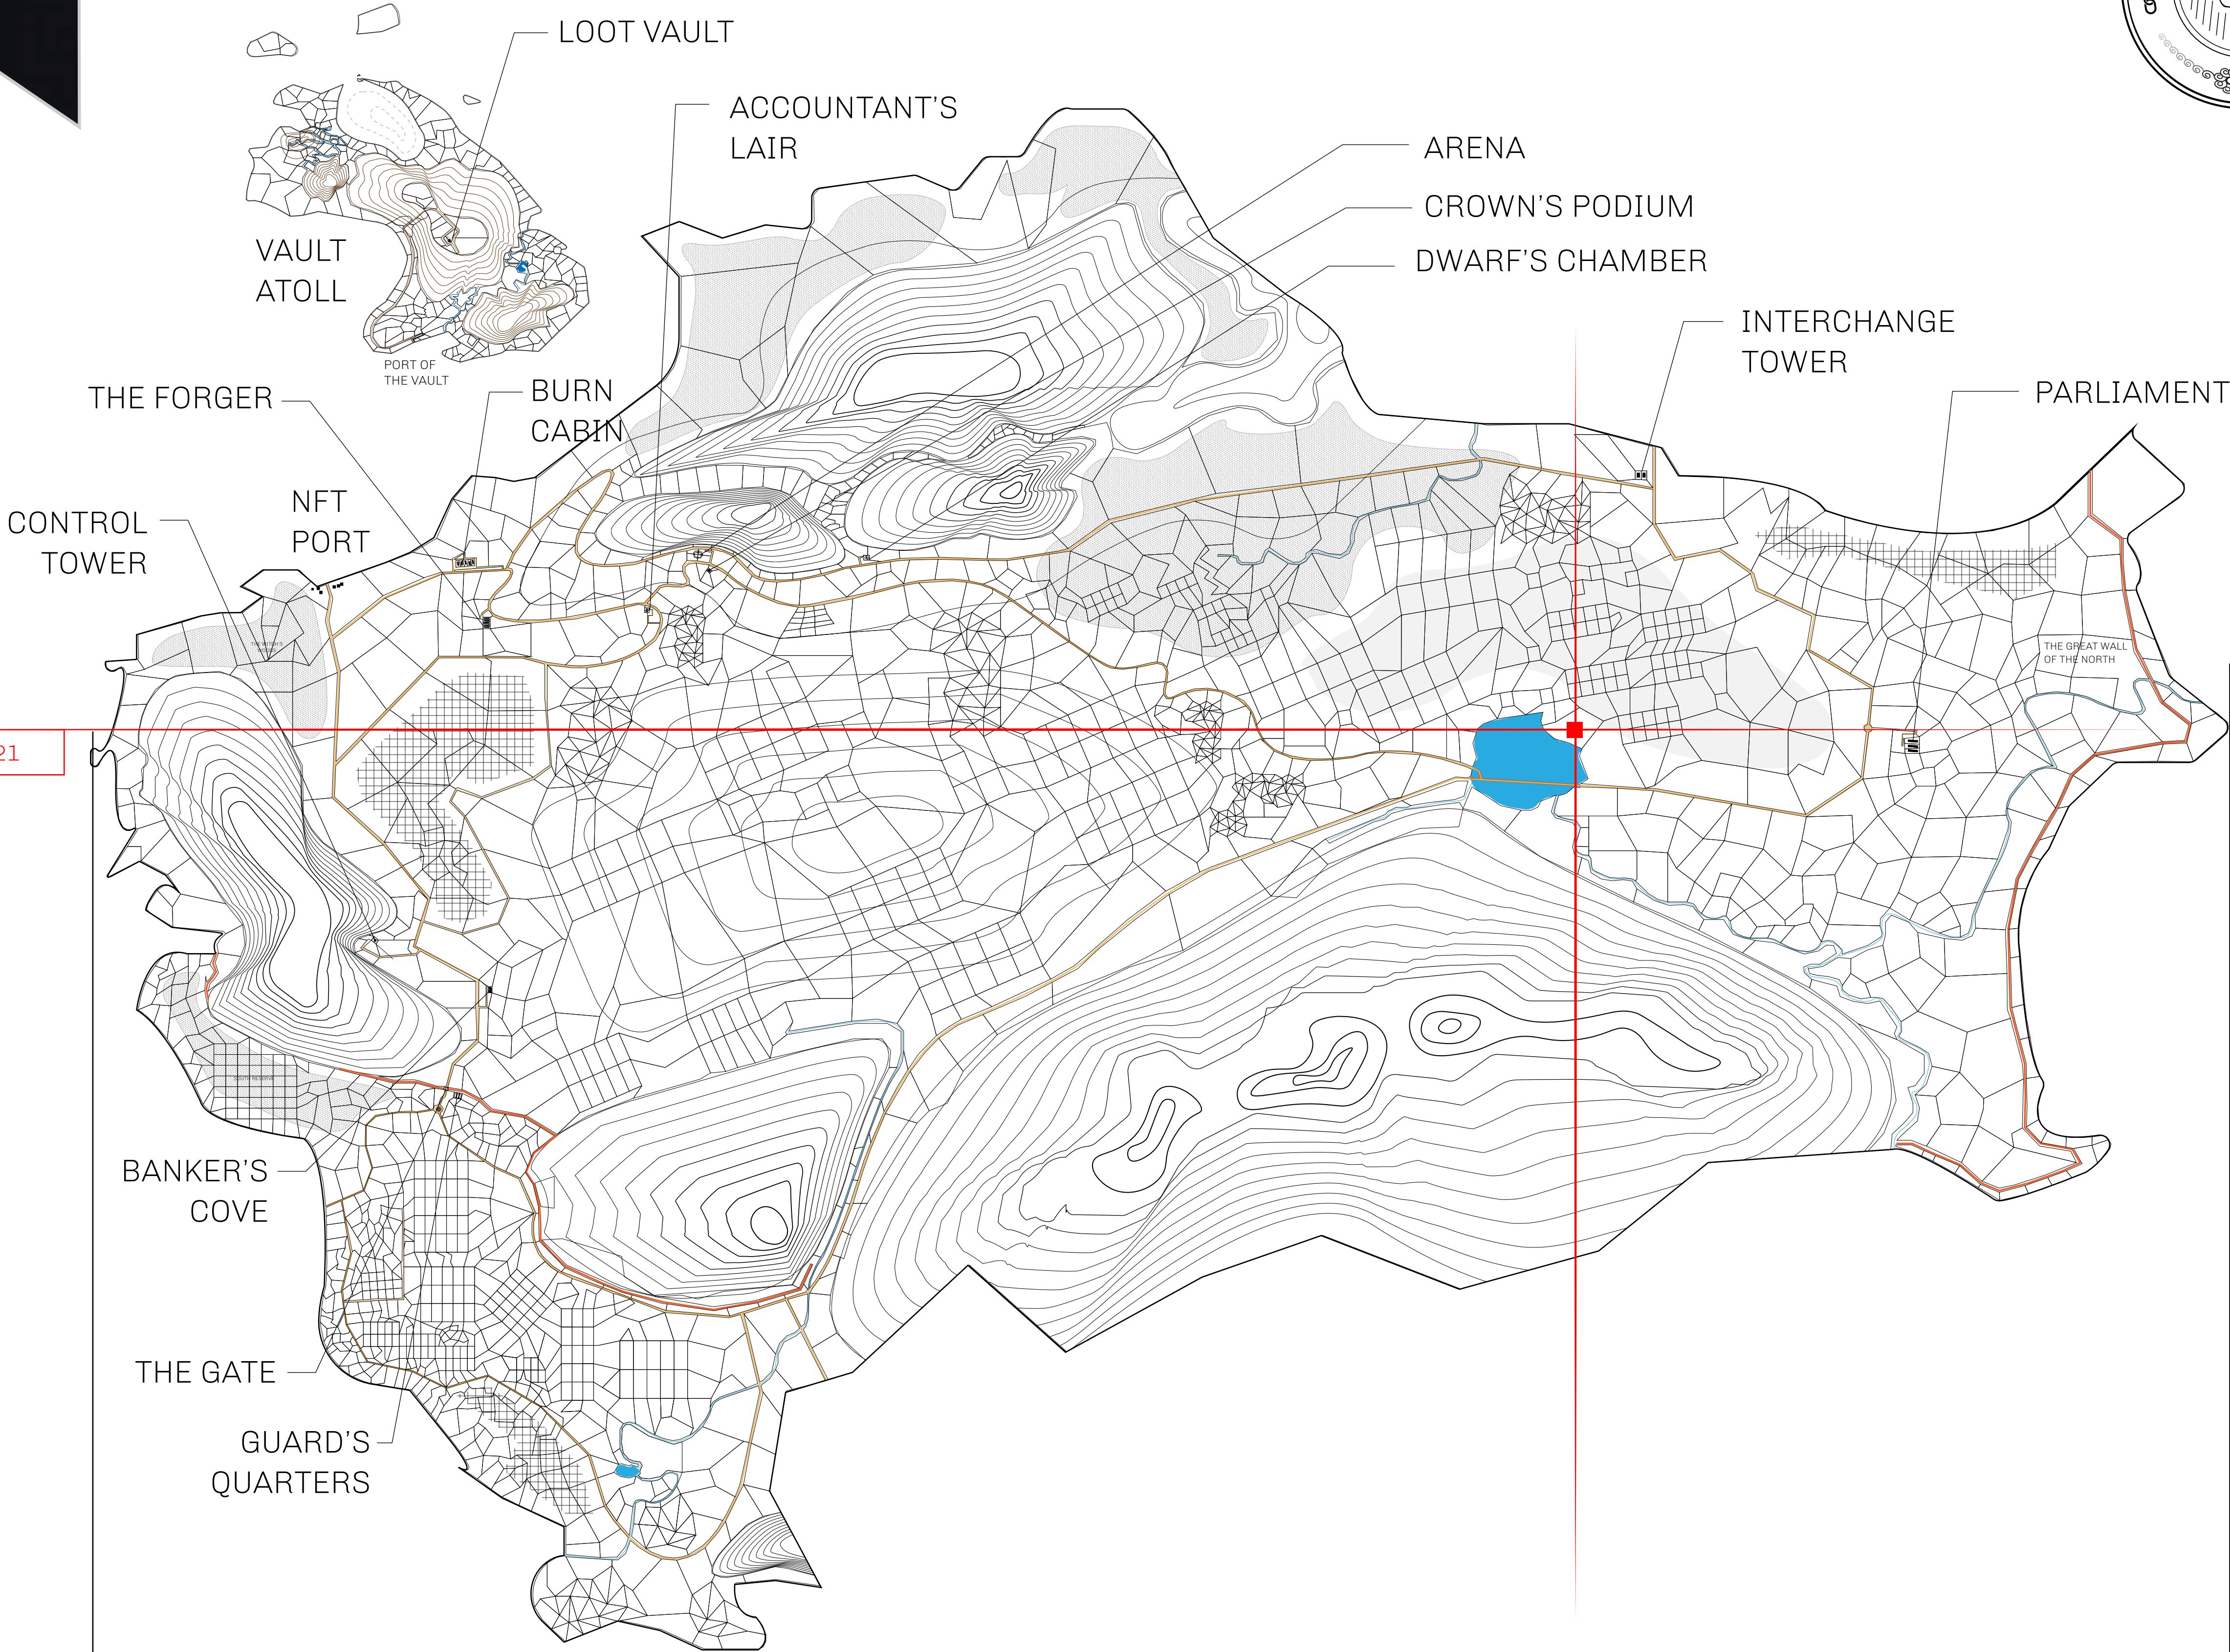 LOOT VAULT
ACCOUNTANT’S
LAIR
ARENA
CROWN’S PODIUM
DWARF’S CHAMBER
VAULT
ATOLL
INTERCHANGE
TOWER
PORT OF
THE VAULT
THE FORGER
BURN
CABIN
PARLIAMENT
NFT
PORT
CONTROL
TOWER
THE GREAT WALL
OF THE NORTH
21
SOUTH RESERVE
BANKER’S
COVE
THE GATE
GUARD’S
QUARTERS